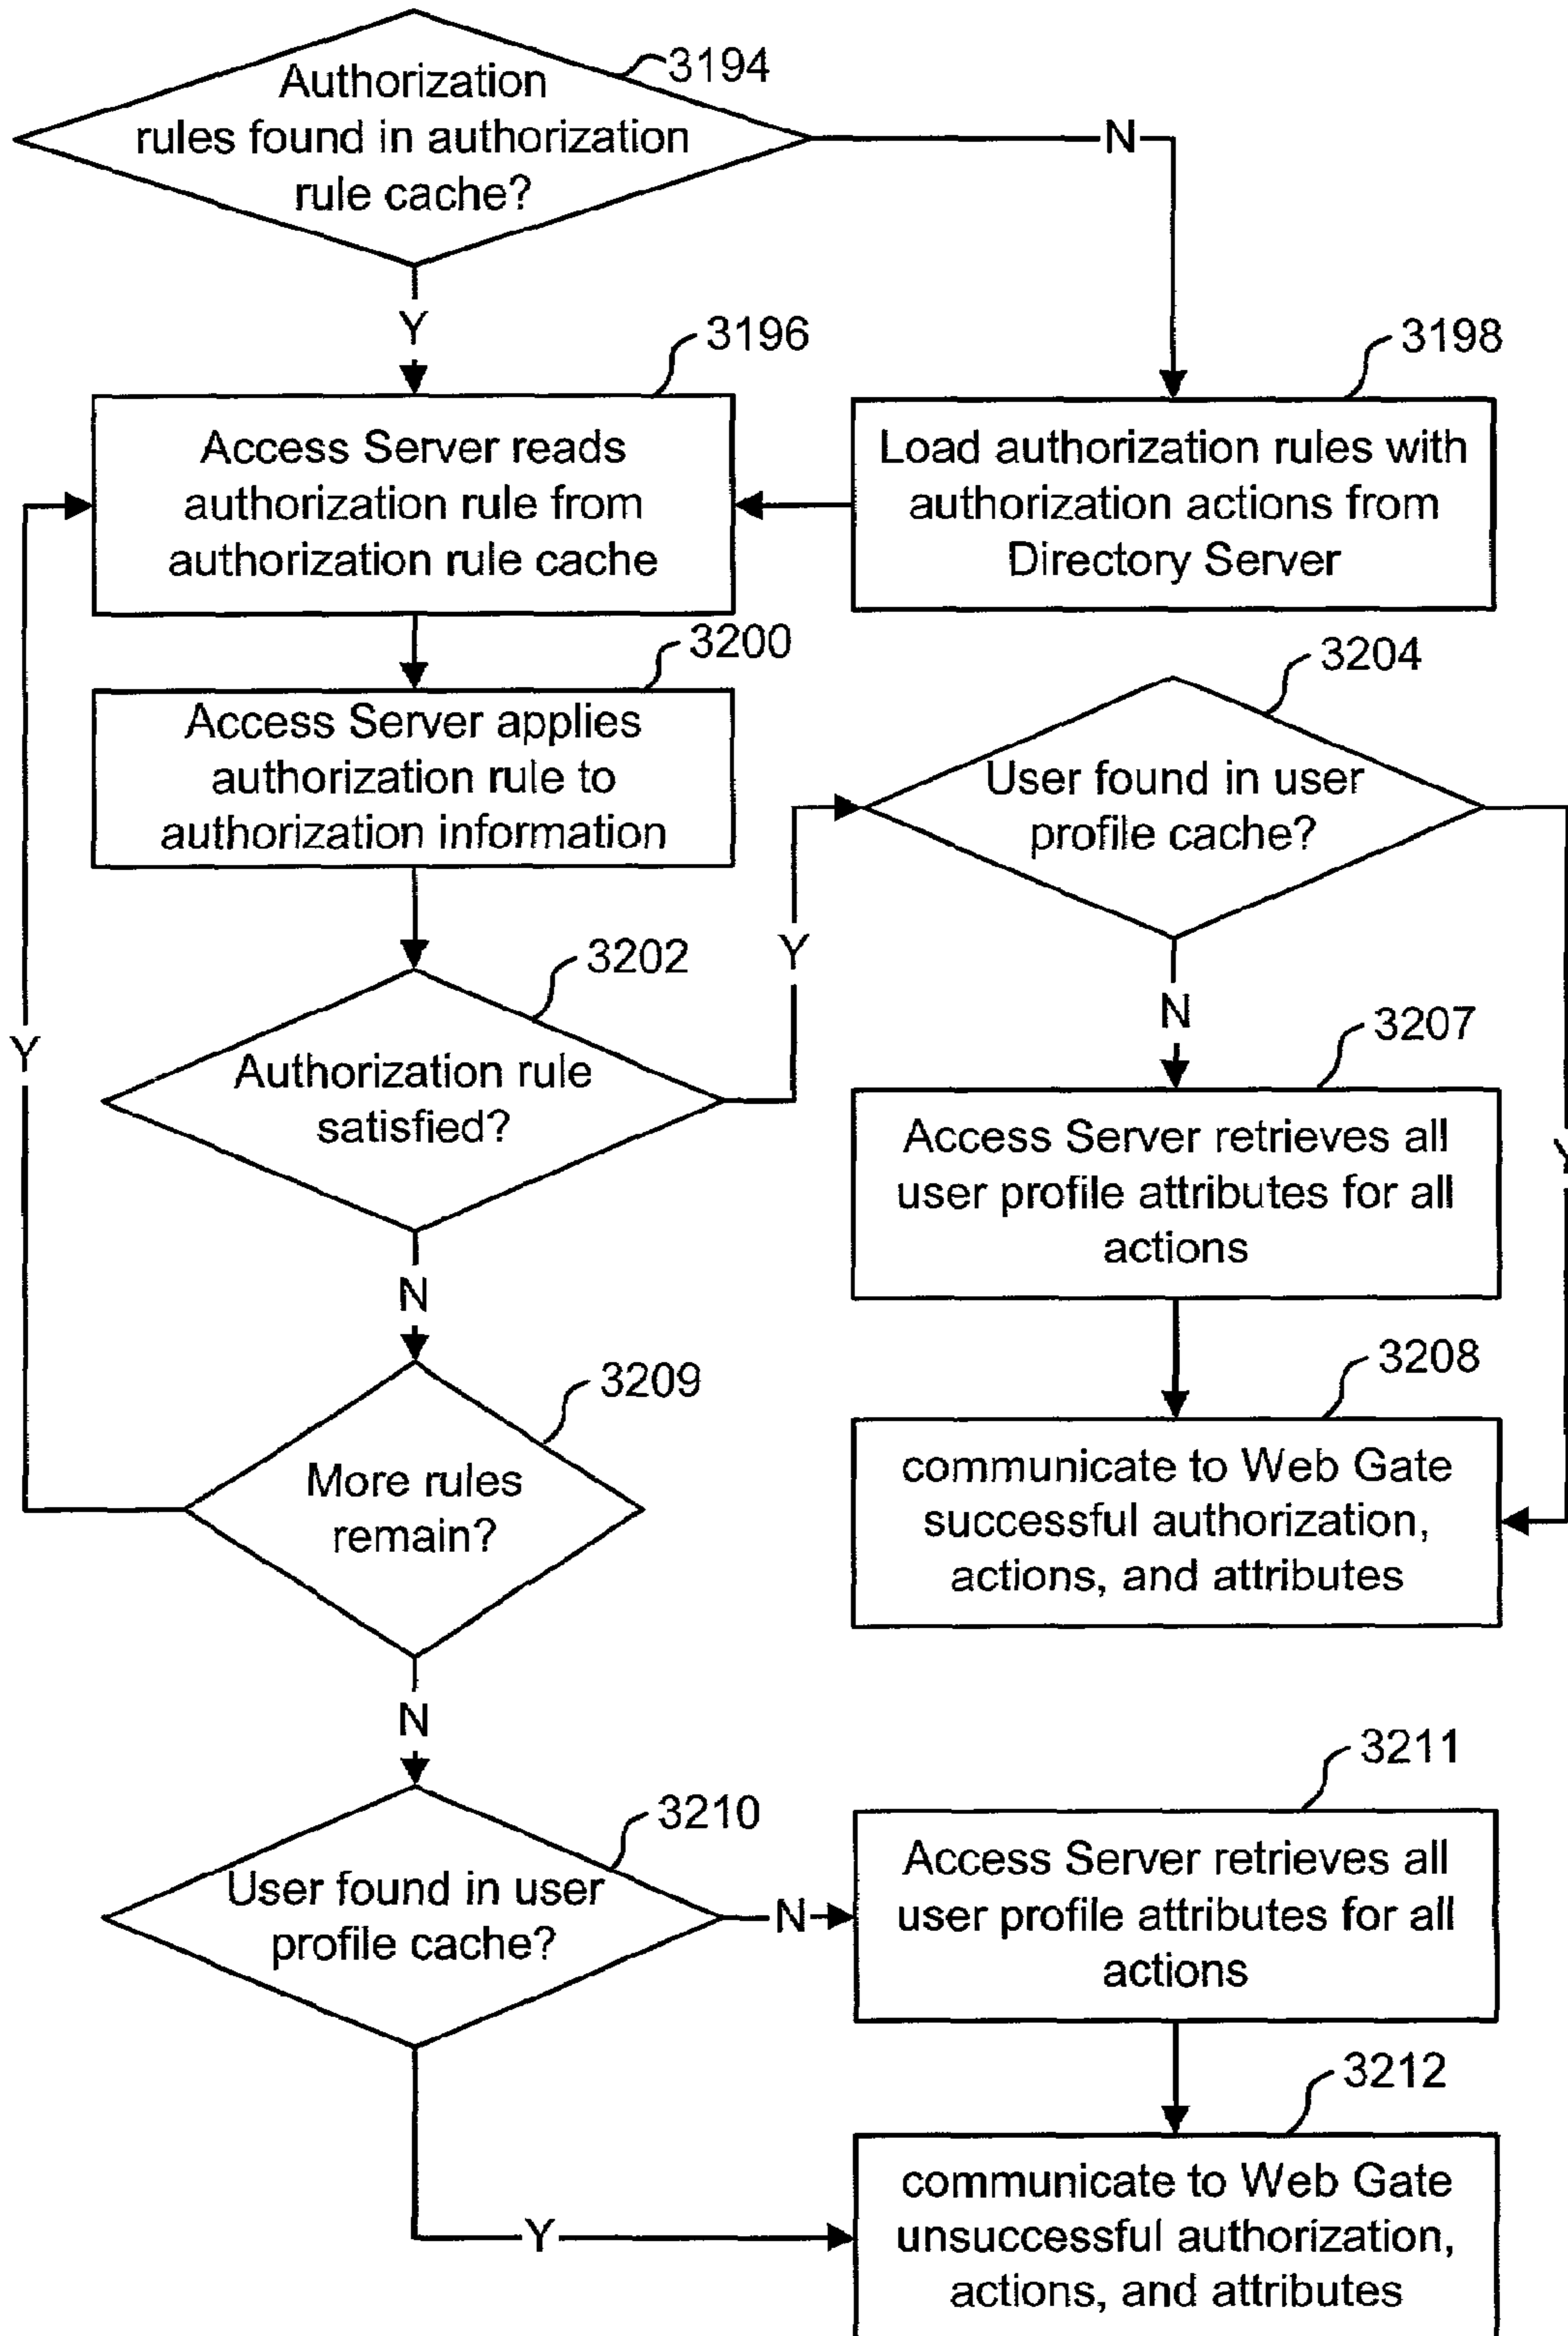 Authorization
rules found in authorization
rule cache?
3194
N
Y
3196
Access Server reads
authorization rule from
authorization rule cache
3198
Load authorization rules with
authorization actions from
Directory Server
3200
Access Server applies
authorization rule to
authorization information
3204
User found in user
profile cache?
Y
3202
Authorization rule
satisfied?
Y
N
3207
Access Server retrieves all
user profile attributes for all
actions
Y
N
3208
communicate to Web Gate
successful authorization,
actions, and attributes
3209
More rules
remain?
N
3210
User found in user
profile cache?
N
3211
Access Server retrieves all
user profile attributes for all
actions
Y
3212
communicate to Web Gate
unsuccessful authorization,
actions, and attributes